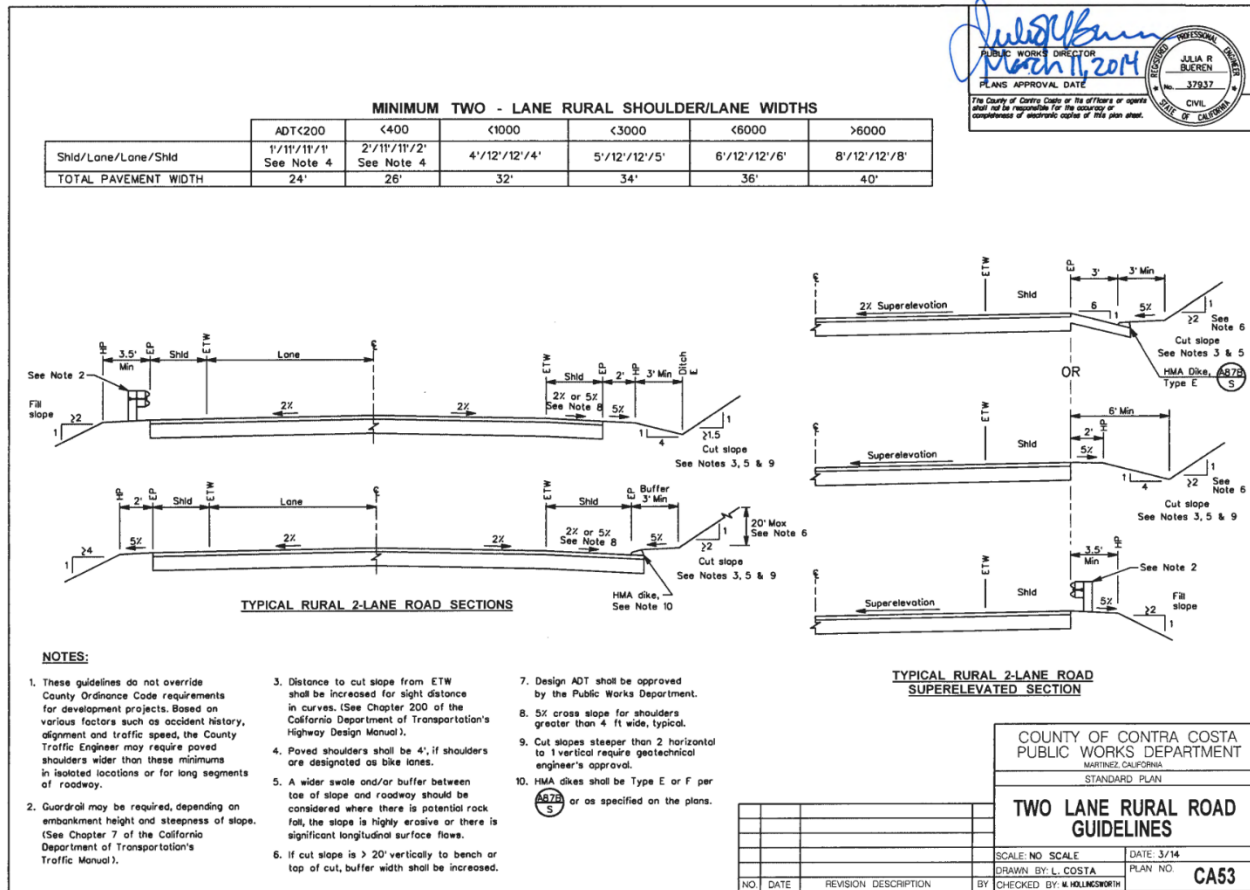 PUBLIC WORKS DIRECTOR
March 11, 2014
PLANS APPROVAL DATE
The County of Contra Costa or its officers or agents
shall not be responsible for the accuracy or
completeness of electronic copies of this plan sheet.
REGISTERED PROFESSIONAL ENGINEER
JULIA R
BUEREN
No. 37937
CIVIL
STATE OF CALIFORNIA
MINIMUM TWO - LANE RURAL SHOULDER/LANE WIDTHS
ADT<200 <400 <1000 <3000 <6000 >6000
Shld/Lane/Lane/Shld 1'/11'/11'/1' See Note 4 2'/11'/11'/2' See Note 4 4'/12'/12'/4' 5'/12'/12'/5' 6'/12'/12'/6' 8'/12'/12'/8'
TOTAL PAVEMENT WIDTH 24' 26' 32' 34' 36' 40'
HP 3.5' Min EP Shld ETW Lane ℄ ETW Shld EP 2' HP 3' Min Ditch ℄
See Note 2
Fill
slope
≥2
1
2%
2%
2% or 5%
See Note 8
5%
1
4
1
≥1.5
Cut slope
See Notes 3, 5 & 9
HP 2' EP Shld ETW Lane ℄ ETW Shld EP Buffer 3' Min
≥4
1
5%
2%
2%
2% or 5%
See Note 8
5%
20' Max
See Note 6
1
≥2
Cut slope
See Notes 3, 5 & 9
HMA dike,
See Note 10
TYPICAL RURAL 2-LANE ROAD SECTIONS
℄ ETW Shld EP 3' 3' Min
2% Superelevation
6
1
5%
1
≥2
See
Note 6
Cut slope
See Notes 3 & 5
HMA Dike,
Type E
A87B
S
OR
℄ ETW Shld 6' Min
2' HP
5%
Superelevation
1
4
1
≥2
See
Note 6
Cut slope
See Notes 3, 5 & 9
℄ ETW Shld 3.5' Min HP
See Note 2
Superelevation
5%
≥2
1
Fill
slope
TYPICAL RURAL 2-LANE ROAD
SUPERELEVATED SECTION
NOTES:
1. These guidelines do not override
County Ordinance Code requirements
for development projects. Based on
various factors such as accident history,
alignment and traffic speed, the County
Traffic Engineer may require paved
shoulders wider than these minimums
in isolated locations or for long segments
of roadway.
2. Guardrail may be required, depending on
embankment height and steepness of slope.
(See Chapter 7 of the California
Department of Transportation's
Traffic Manual).
3. Distance to cut slope from ETW
shall be increased for sight distance
in curves. (See Chapter 200 of the
California Department of Transportation's
Highway Design Manual).
4. Paved shoulders shall be 4', if shoulders
are designated as bike lanes.
5. A wider swale and/or buffer between
toe of slope and roadway should be
considered where there is potential rock
fall, the slope is highly erosive or there is
significant longitudinal surface flows.
6. If cut slope is > 20' vertically to bench or
top of cut, buffer width shall be increased.
7. Design ADT shall be approved
by the Public Works Department.
8. 5% cross slope for shoulders
greater than 4 ft wide, typical.
9. Cut slopes steeper than 2 horizontal
to 1 vertical require geotechnical
engineer's approval.
10. HMA dikes shall be Type E or F per
A87B
S
or as specified on the plans.
COUNTY OF CONTRA COSTA
PUBLIC WORKS DEPARTMENT
MARTINEZ, CALIFORNIA
STANDARD PLAN
TWO LANE RURAL ROAD
GUIDELINES
SCALE: NO SCALE DATE: 3/14
DRAWN BY: L. COSTA PLAN NO. CA53
CHECKED BY: M. HOLLINGSWORTH
NO. DATE REVISION DESCRIPTION BY